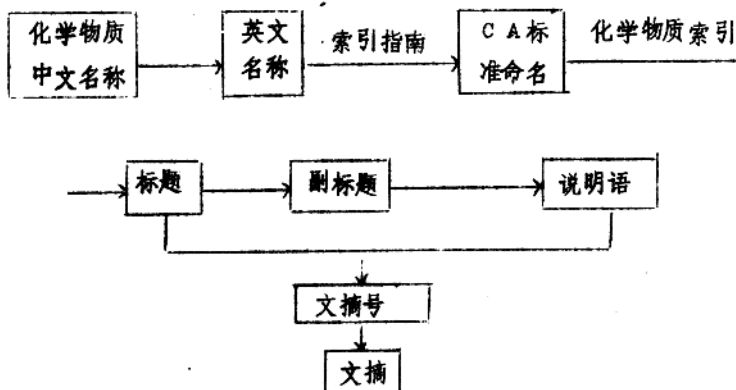 化学物质
中文名称
英文
名称
索引指南
CA标
准命名
化学物质索引
标题
副标题
说明语
文摘号
文摘